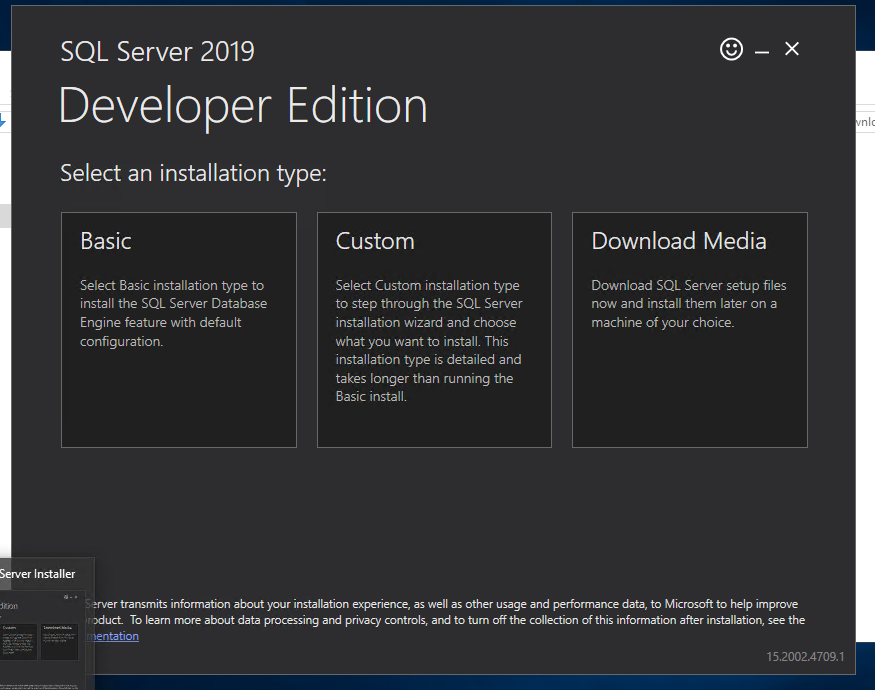 SQL Server 2019
Developer Edition
Select an installation type:
Basic
Select Basic installation type to
install the SQL Server Database
Engine feature with default
configuration.
Custom
Select Custom installation type
to step through the SQL Server
installation wizard and choose
what you want to install. This
installation type is detailed and
takes longer than running the
Basic install.
Download Media
Download SQL Server setup files
now and install them later on a
machine of your choice.
wnlo
Server Installer
dition
Custom
Download Media
Server transmits information about your installation experience, as well as other usage and performance data, to Microsoft to help improve
roduct. To learn more about data processing and privacy controls, and to turn off the collection of this information after installation, see the
mentation
15.2002.4709.1